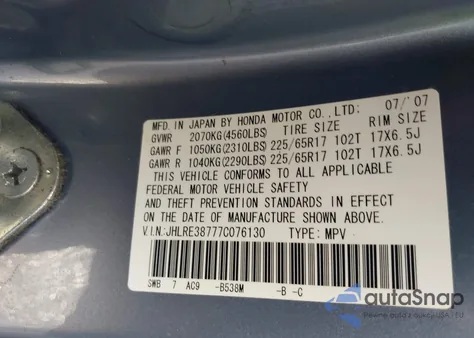 MFD. IN JAPAN BY HONDA MOTOR CO.,LTD: 07/'07
GVWR 2070KG(4560LBS) TIRE SIZE RIM SIZE
GAWR F 1050KG(2310LBS)225/65R17 102T 17X6.5J
GAWR R 1040KG(2290LBS)225/65R17 102T 17X6.5J
THIS VEHICLE CONFORMS TO ALL APPLICABLE
FEDERAL MOTOR VEHICLE SAFETY
AND THEFT PREVENTION STANDARDS IN EFFECT
ON THE DATE OF MANUFACTURE SHOWN ABOVE.
V.I.N.:JHLRE38777C076130 TYPE: MPV
SWB 7 AC9 -B538M -B -C
autaSnap